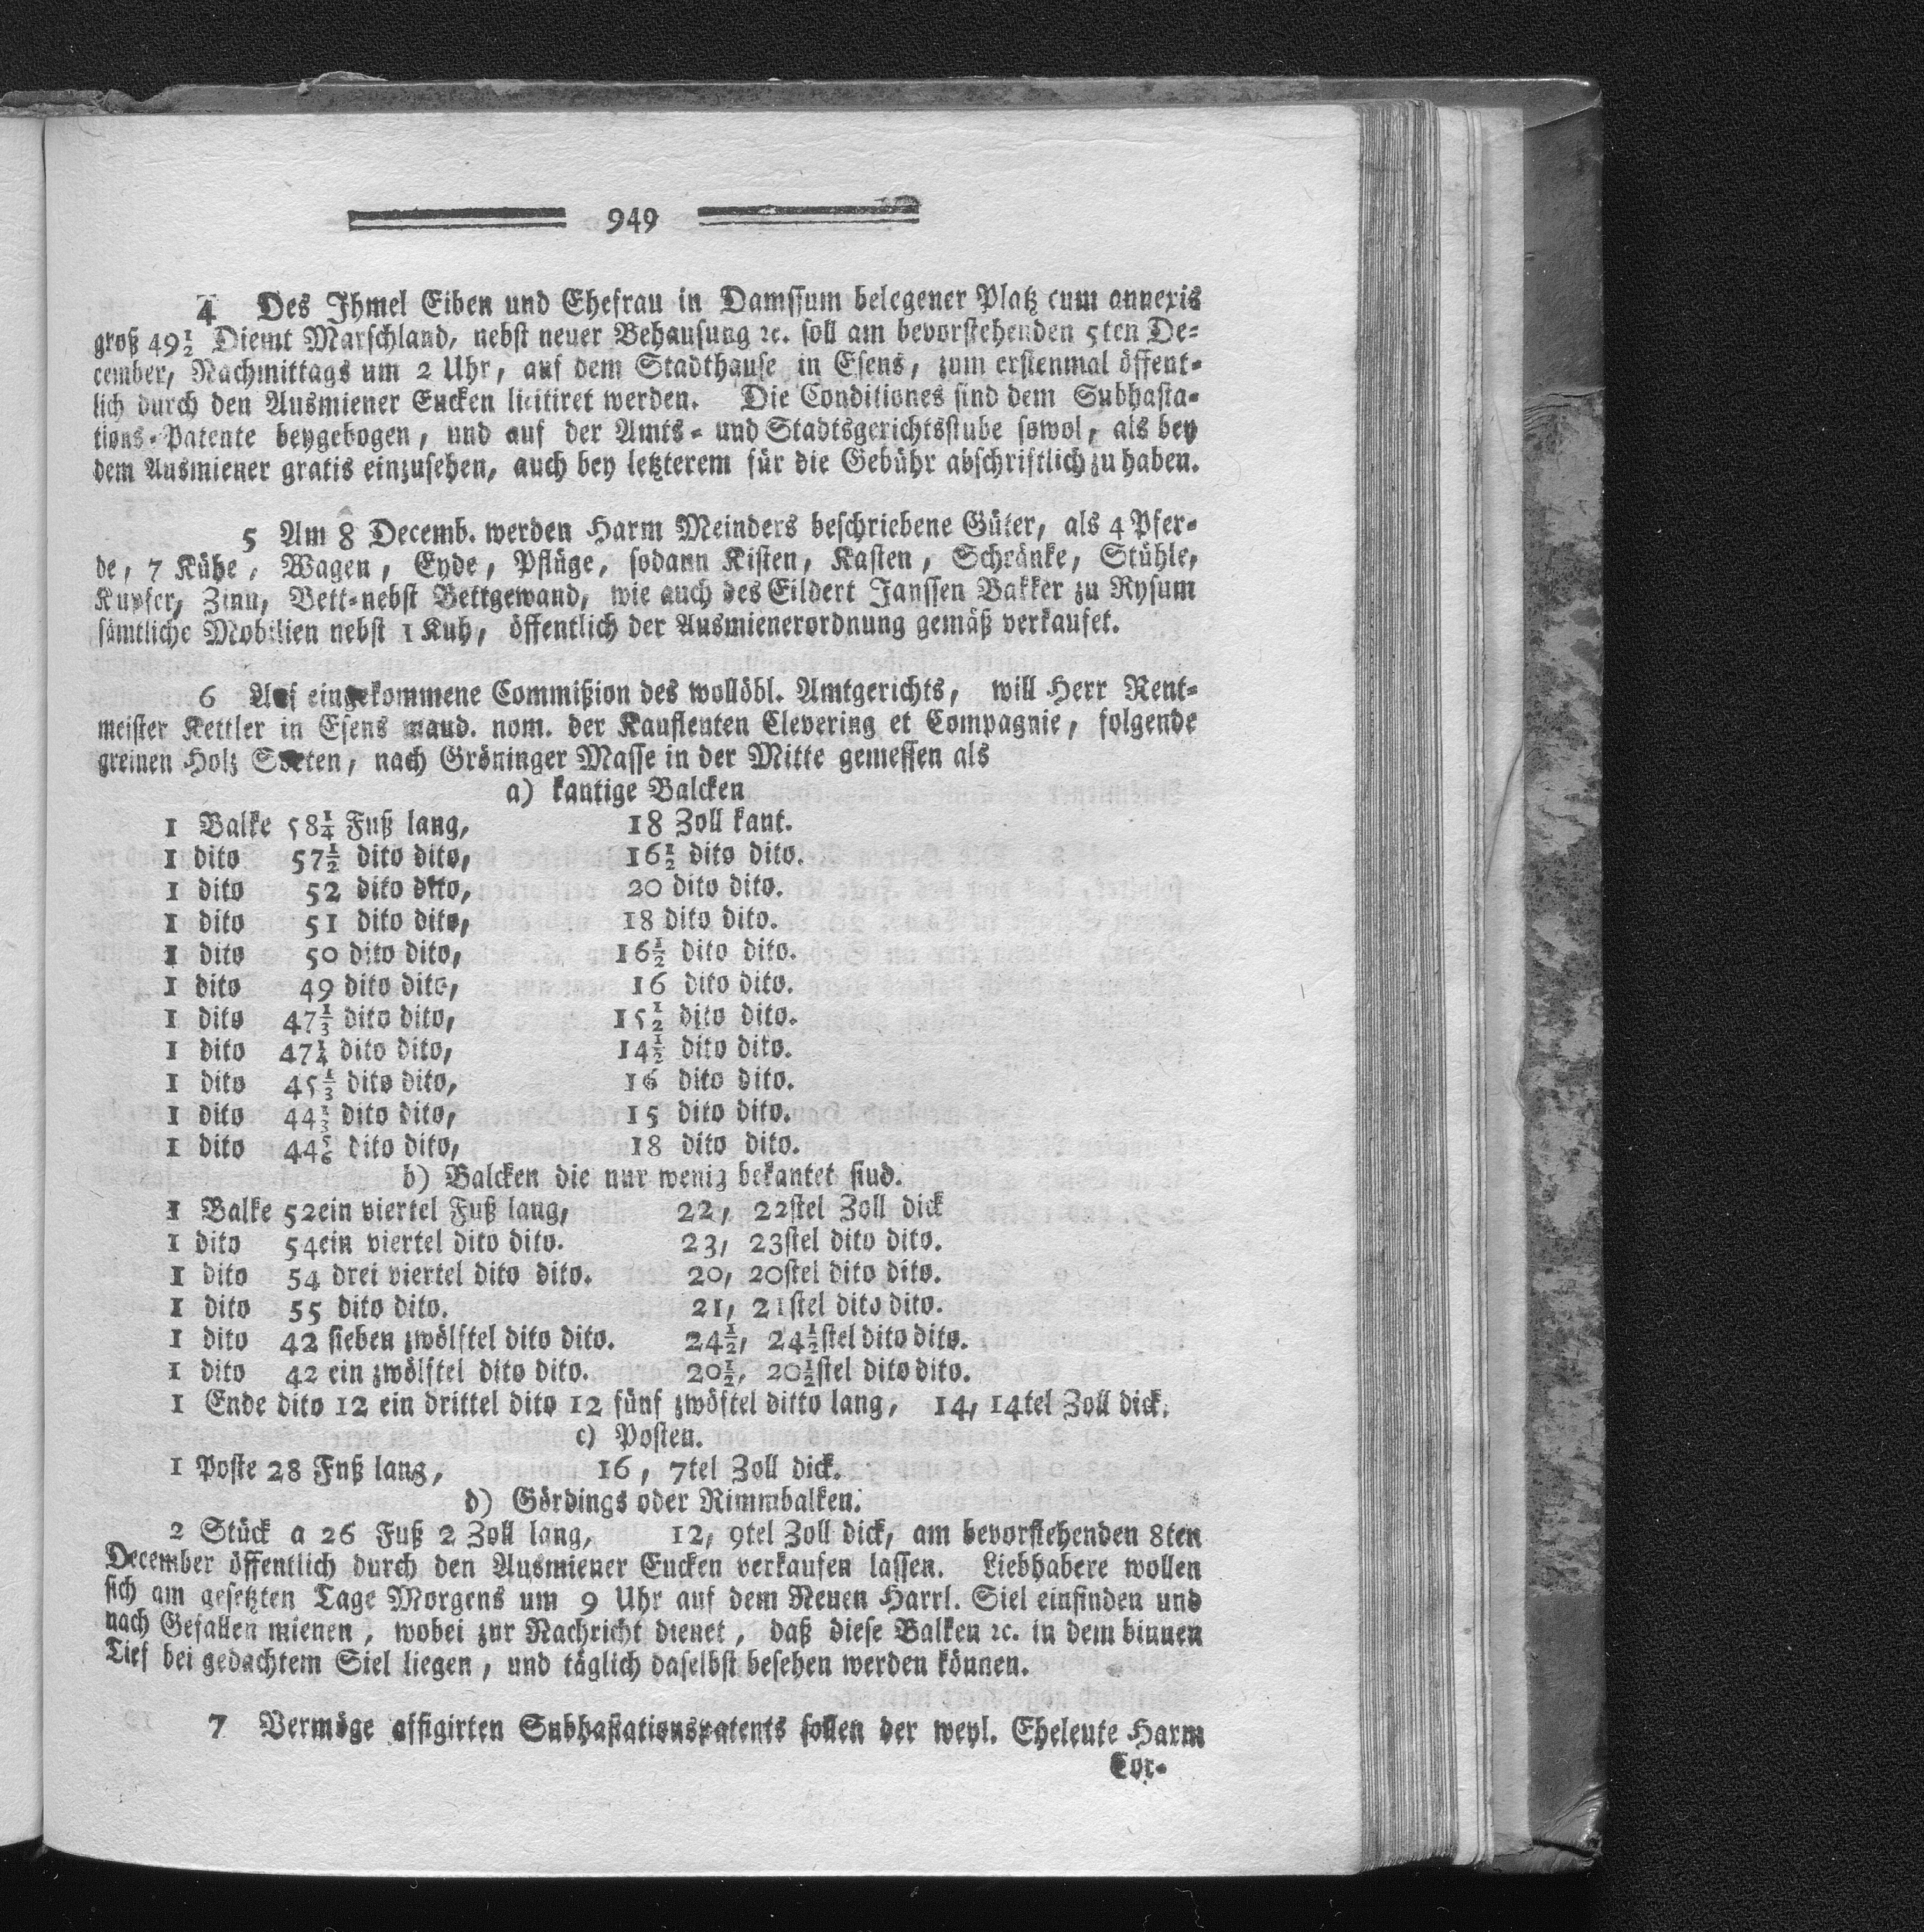 949
4 Des Ihmel Eiben und Ehefrau in Damssum belegener Platz cum annexis
groß 49½ Diemt Marschland, nebst neuer Behausung ꝛc. soll am bevorstehenden 5ten De-
cember, Nachmittags um 2 Uhr, auf dem Stadthause in Esens, zum erstenmal öffent-
lich durch den Ausmiener Eucken licitiret werden. Die Conditiones sind dem Subhasta-
tions-Patente beygebogen, und auf der Amts- und Stadtsgerichtsstube sowol, als bey
dem Ausmiener gratis einzusehen, auch bey letzterem für die Gebühr abschriftlich zu haben.
5 Am 8 Decemb. werden Harm Meinders beschriebene Güter, als 4 Pfer-
de, 7 Kühe, Wagen, Eyde, Pflüge, sodann Kisten, Kasten, Schränke, Stühle,
Kupfer, Zinn, Bett-nebst Bettgewand, wie auch des Eildert Janssen Bakker zu Rysum
sämtliche Mobilien nebst 1 Kuh, öffentlich der Ausmienerordnung gemäß verkaufet.
6 Auf eingekommene Commißion des wollöbl. Amtgerichts, will Herr Rent-
meister Kettler in Esens mand. nom. der Kaufleuten Clevering et Compagnie, folgende
greinen Holz Sorten, nach Gröninger Masse in der Mitte gemessen als
a) kantige Balcken
1 Balke 58¼ Fuß lang, 18 Zoll kant.
1 dito 57½ dito dito, 16½ dito dito.
1 dito 52 dito dito, 20 dito dito.
1 dito 51 dito dito, 18 dito dito.
1 dito 50 dito dito, 16½ dito dito.
1 dito 49 dito dito, 16 dito dito.
1 dito 47⅓ dito dito, 15½ dito dito.
1 dito 47¼ dito dito, 14½ dito dito.
1 dito 45⅓ dito dito, 16 dito dito.
1 dito 44⅓ dito dito, 15 dito dito.
1 dito 44⅚ dito dito, 18 dito dito.
b) Balcken die nur wenig bekantet sind.
1 Balke 52ein viertel Fuß lang, 22, 22stel Zoll dick
1 dito 54ein viertel dito dito. 23, 23stel dito dito.
1 dito 54 drei viertel dito dito. 20, 20stel dito dito.
1 dito 55 dito dito. 21, 21stel dito dito.
1 dito 42 sieben zwölftel dito dito. 24½, 24½stel dito dito.
1 dito 42 ein zwölftel dito dito. 20½, 20½stel dito dito.
1 Ende dito 12 ein drittel dito 12 fünf zwöftel ditto lang, 14, 14tel Zoll dick.
c) Posten.
1 Poste 28 Fuß lang, 16, 7tel Zoll dick.
d) Gördings oder Rimmbalken.
2 Stück a 26 Fuß 2 Zoll lang, 12, 9tel Zoll dick, am bevorstehenden 8ten
December öffentlich durch den Ausmiener Eucken verkaufen lassen. Liebhabere wollen
sich am gesetzten Tage Morgens um 9 Uhr auf dem Neuen Harrl. Siel einfinden und
nach Gefallen mienen, wobei zur Nachricht dienet, daß diese Balken ꝛc. in dem binnen
Tief bei gedachtem Siel liegen, und täglich daselbst besehen werden können.
7 Vermöge affigirten Subhastationspatents sollen der weyl. Eheleute Harm
Cor-